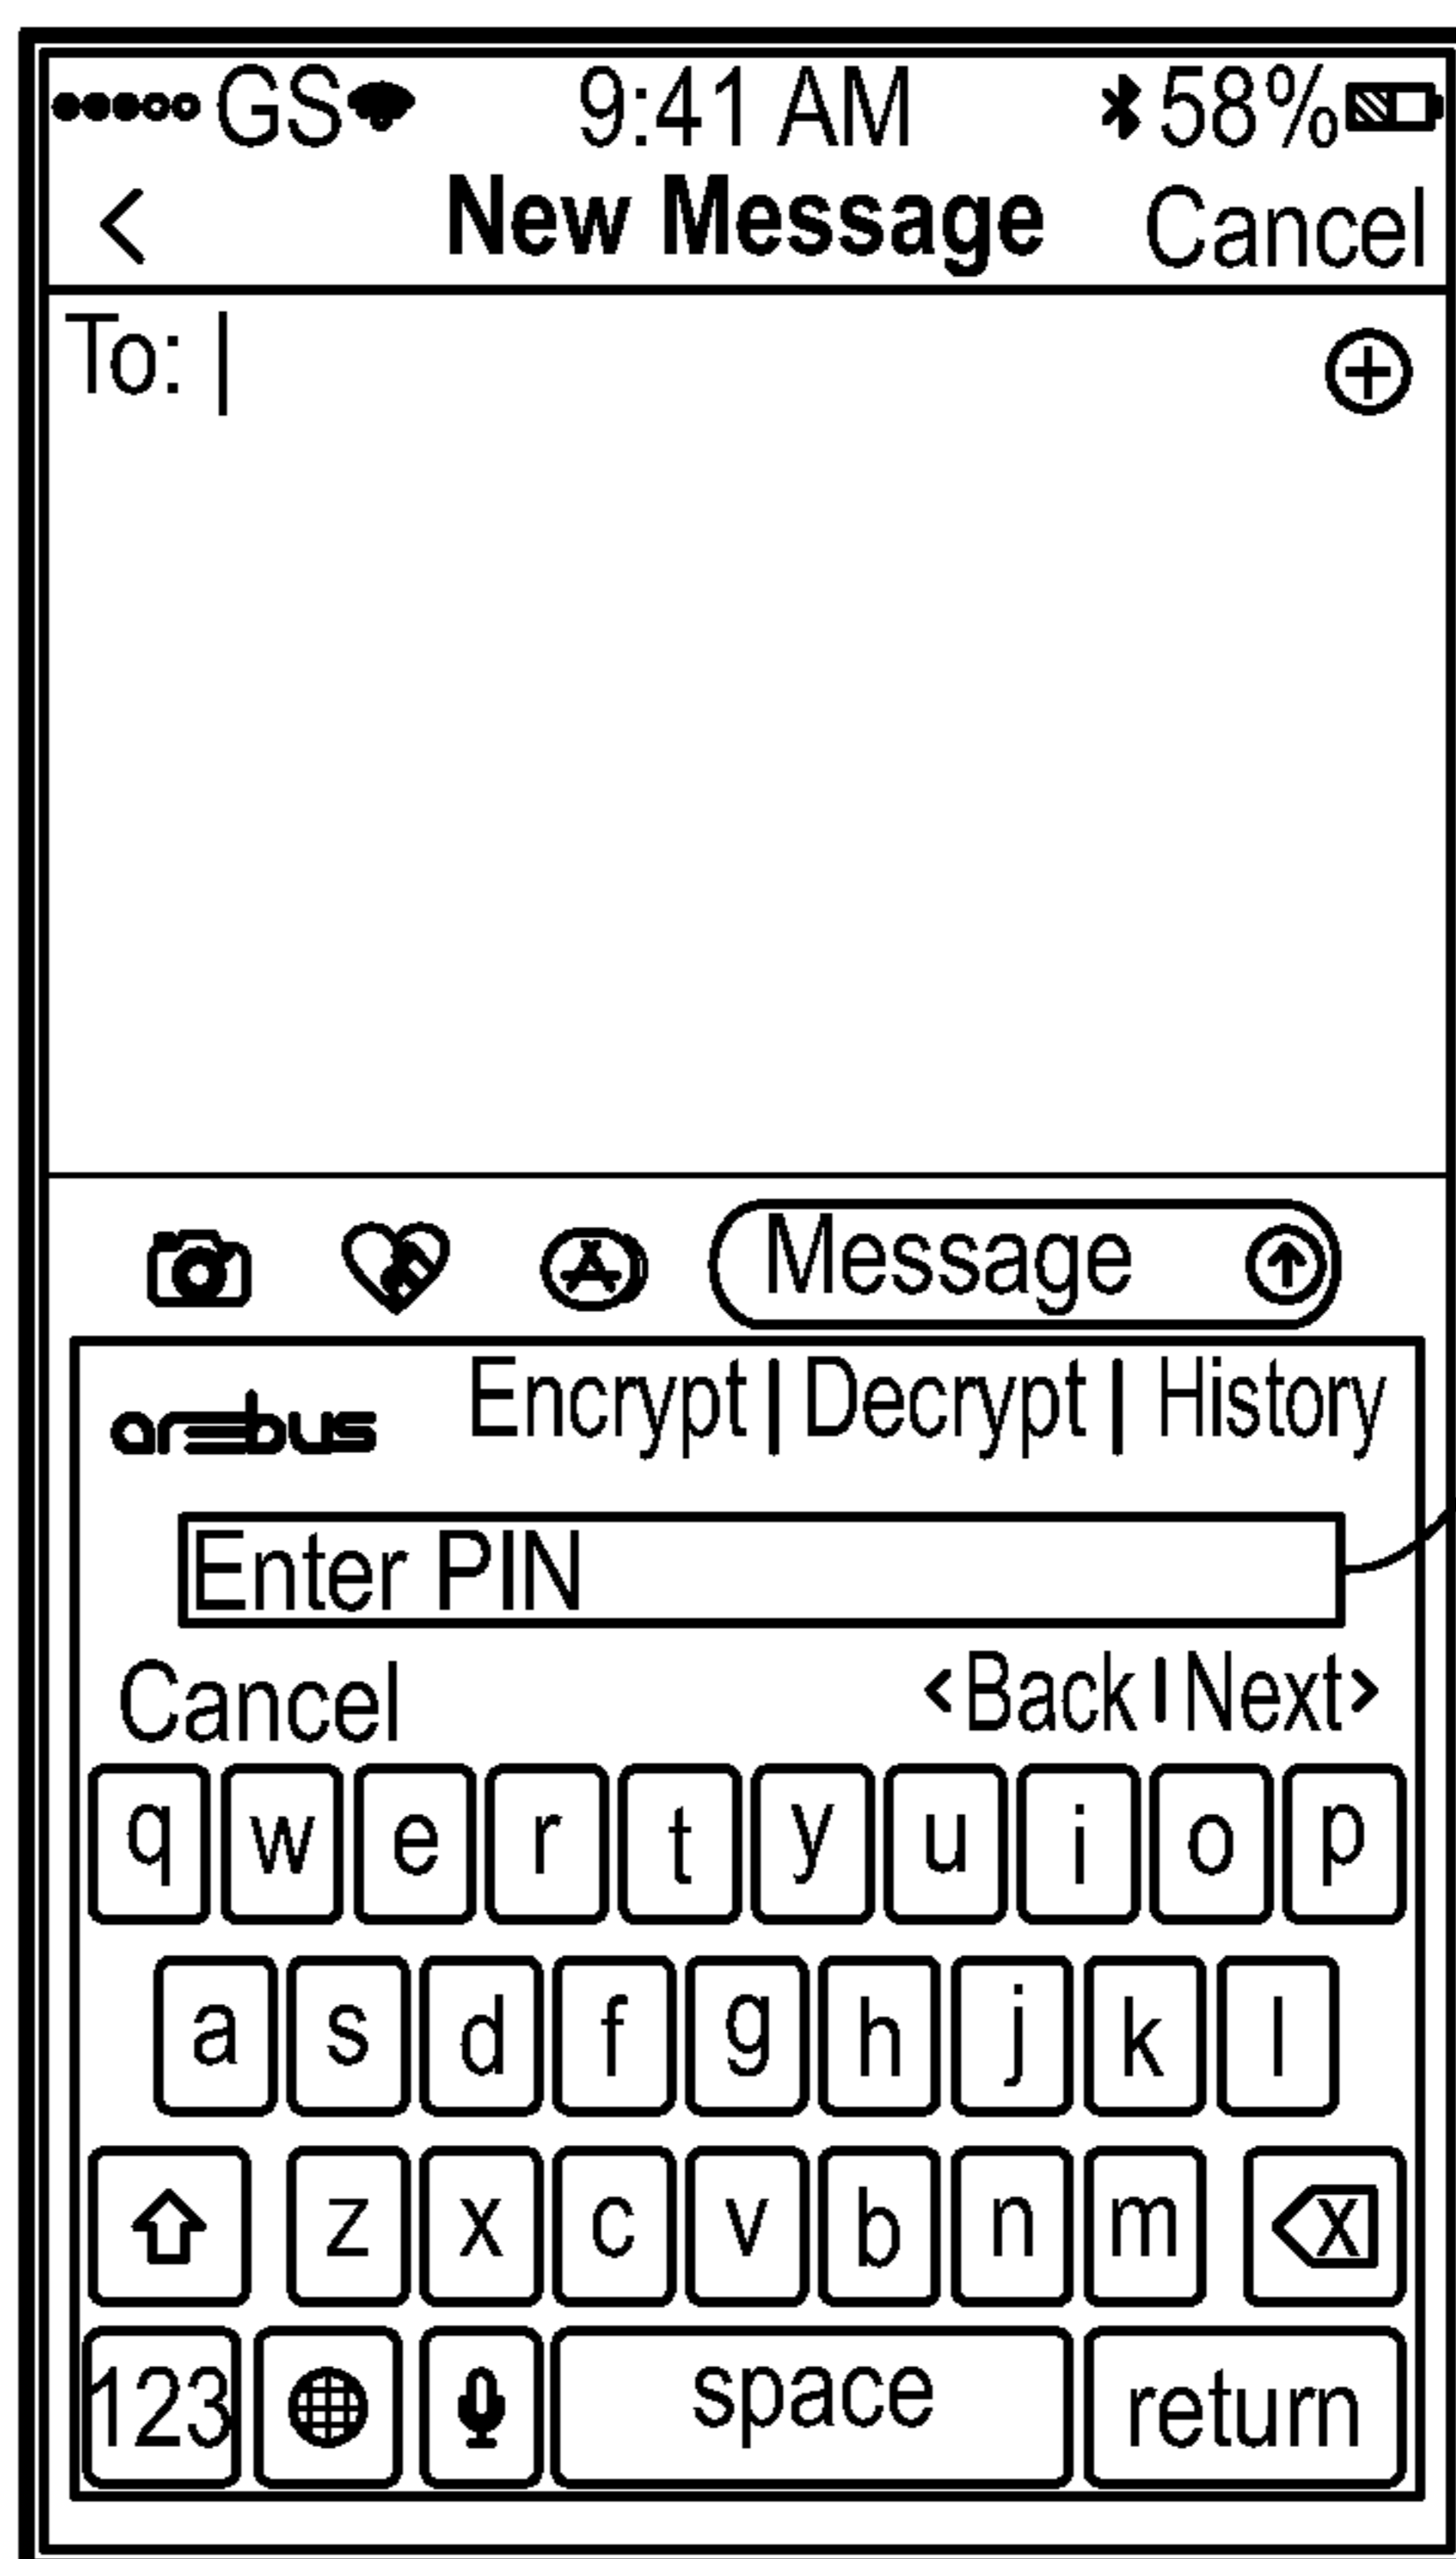 GS 9:41 AM 58%
< New Message Cancel
To: |
Message
arebus Encrypt | Decrypt | History
Enter PIN
Cancel <Back | Next>
q w e r t y u i o p
a s d f g h j k l
z x c v b n m X
123 space return